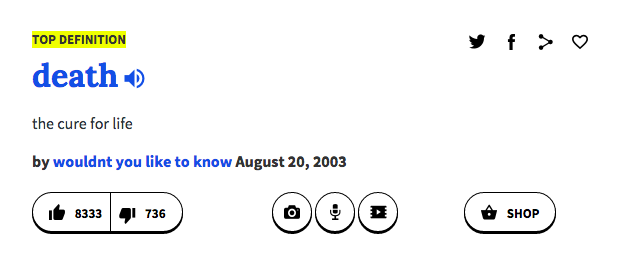 TOP DEFINITION
death
the cure for life
by wouldnt you like to know August 20, 2003
8333 736 SHOP